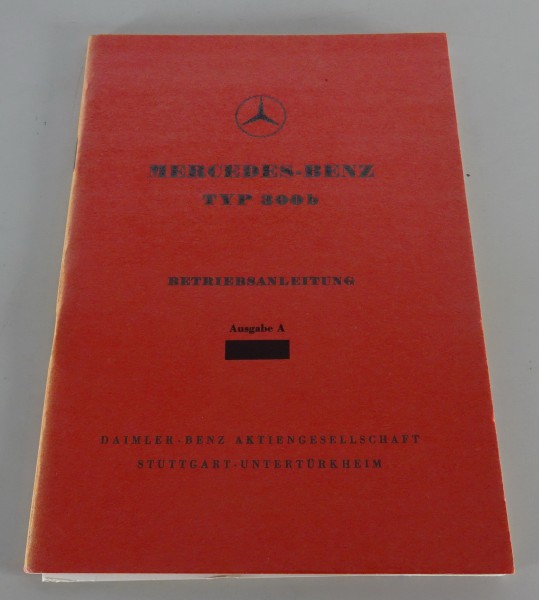 MERCEDES-BENZ
TYP 300b
BETRIEBSANLEITUNG
Ausgabe A
DAIMLER-BENZ AKTIENGESELLSCHAFT
STUTTGART-UNTERTÜRKHEIM